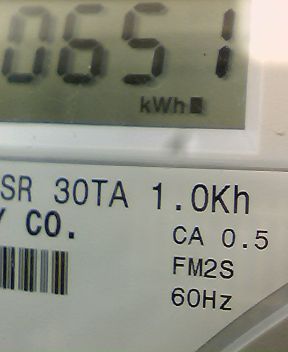 0651
kWh
SR 30TA 1.0Kh
Y CO.
CA 0.5
FM2S
60Hz